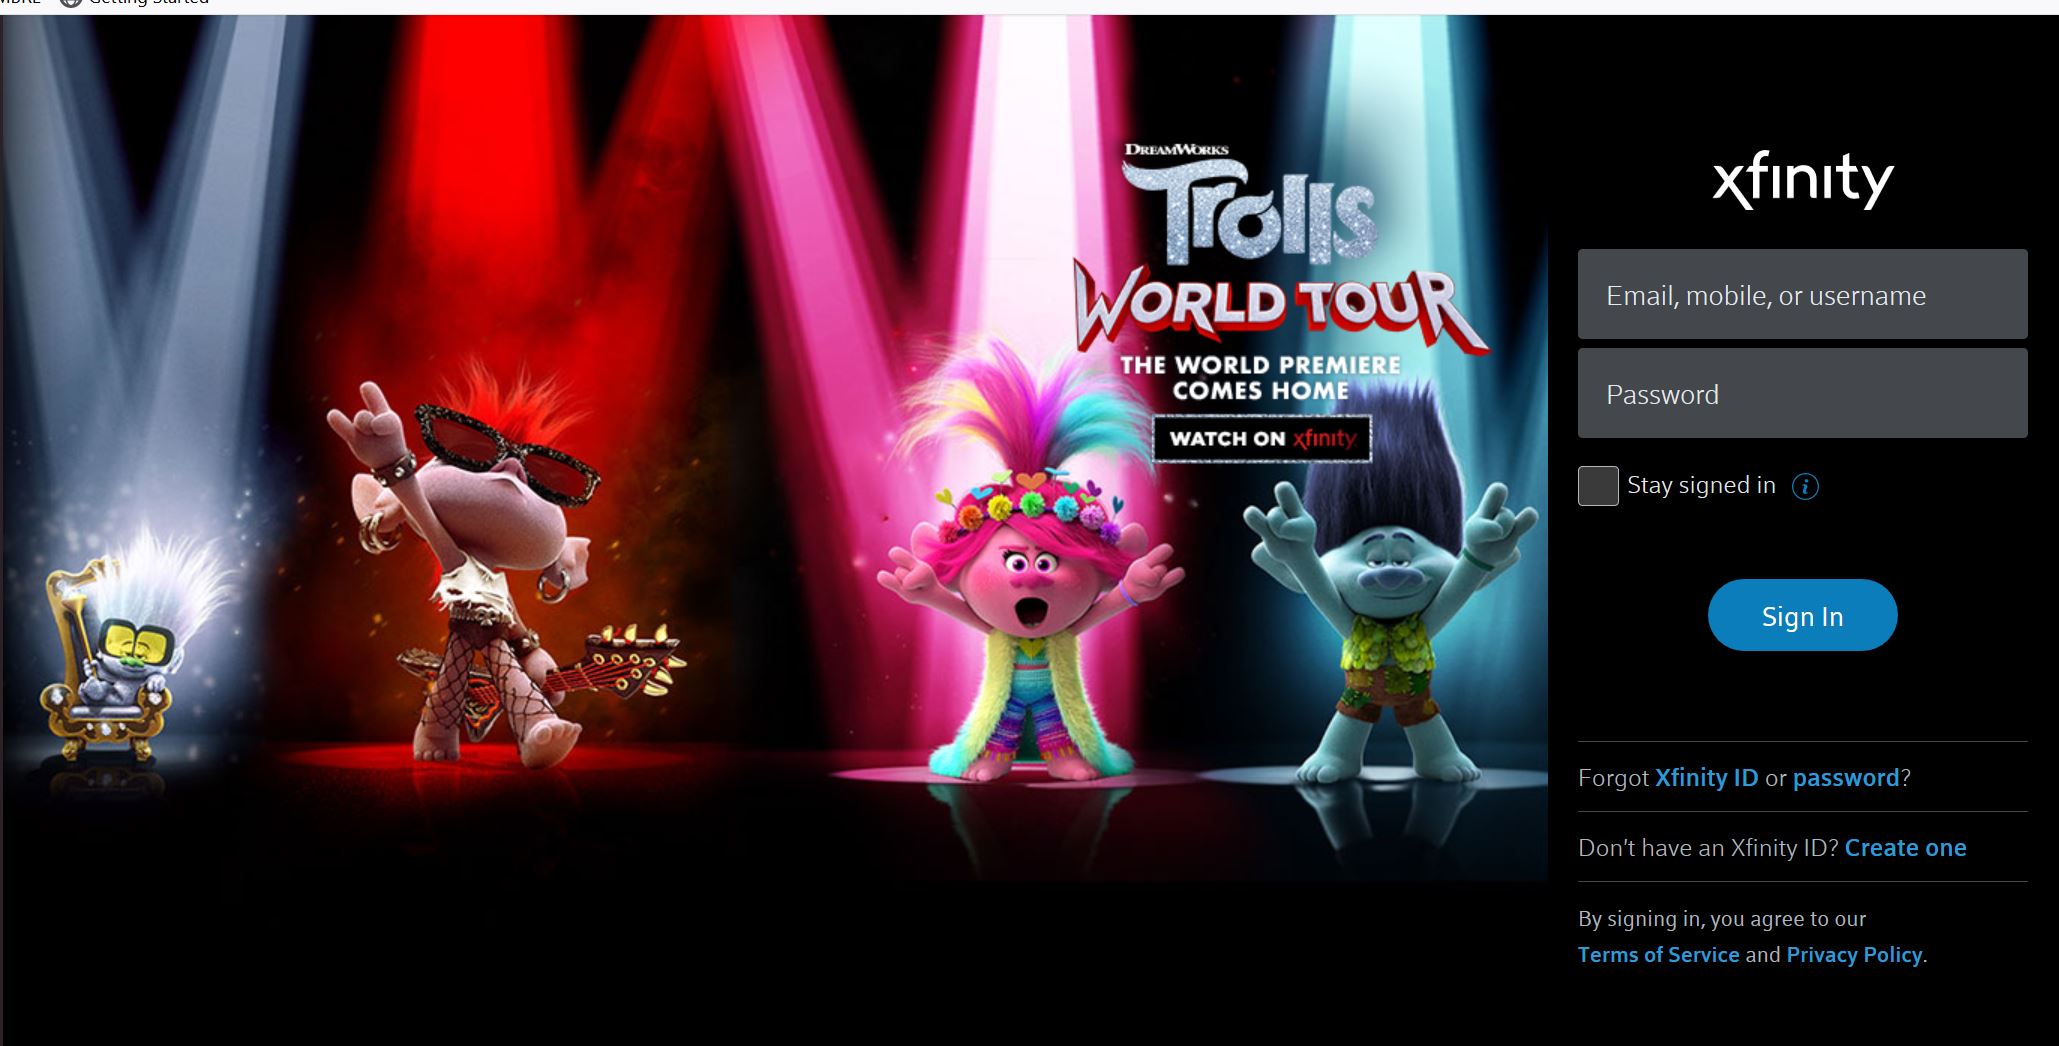 Getting Started
DREAMWORKS
Trolls
WORLD TOUR
THE WORLD PREMIERE
COMES HOME
WATCH ON xfinity
xfinity
Email, mobile, or username
Password
Stay signed in
Sign In
Forgot Xfinity ID or password?
Don't have an Xfinity ID? Create one
By signing in, you agree to our
Terms of Service and Privacy Policy.